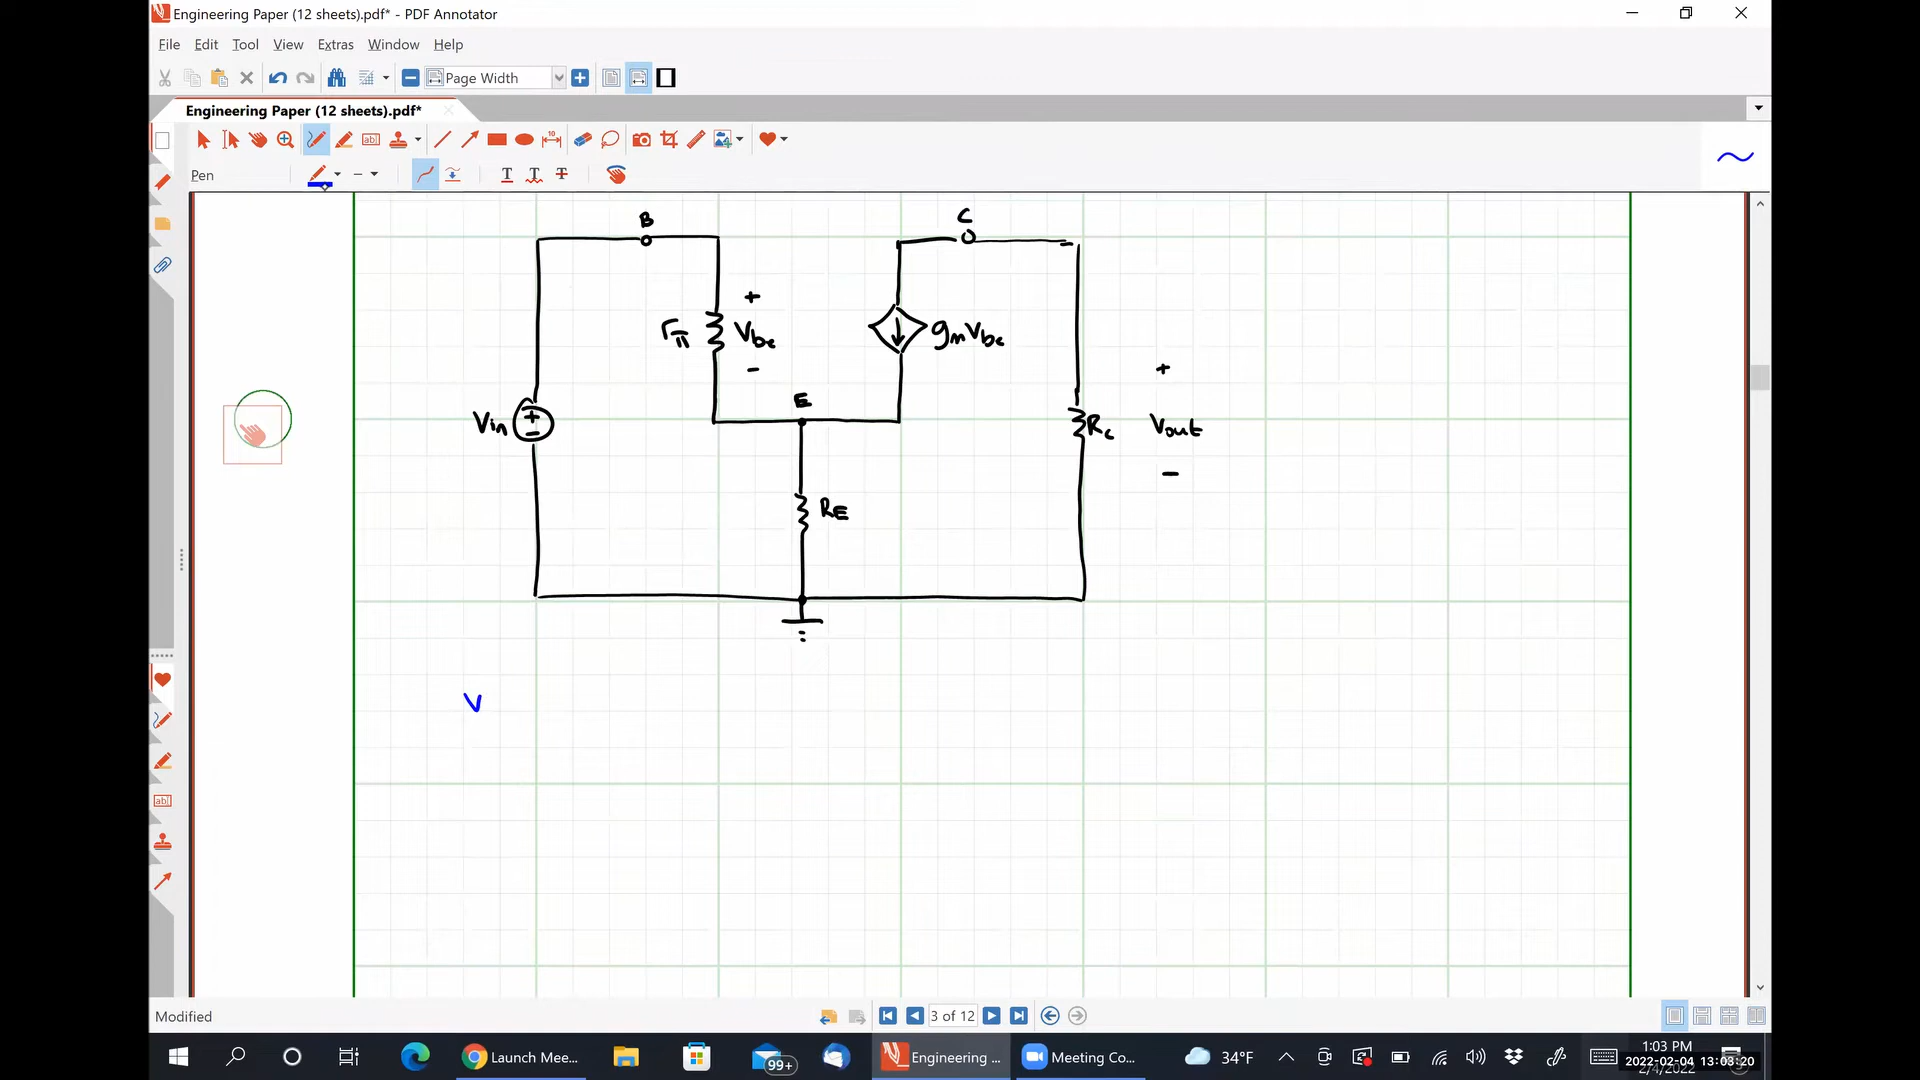 Engineering Paper (12 sheets).pdf* - PDF Annotator
File Edit Tool View Extras Window Help
Page Width
Engineering Paper (12 sheets).pdf*
Pen
B
C
rπ
+
Vbe
-
gmVbe
E
Vin
+
-
RE
Rc
+
Vout
-
V
Modified
3 of 12
Launch Mee...
99+
Engineering ...
Meeting Co...
34°F
1:03 PM
2022-02-04 13:03:20